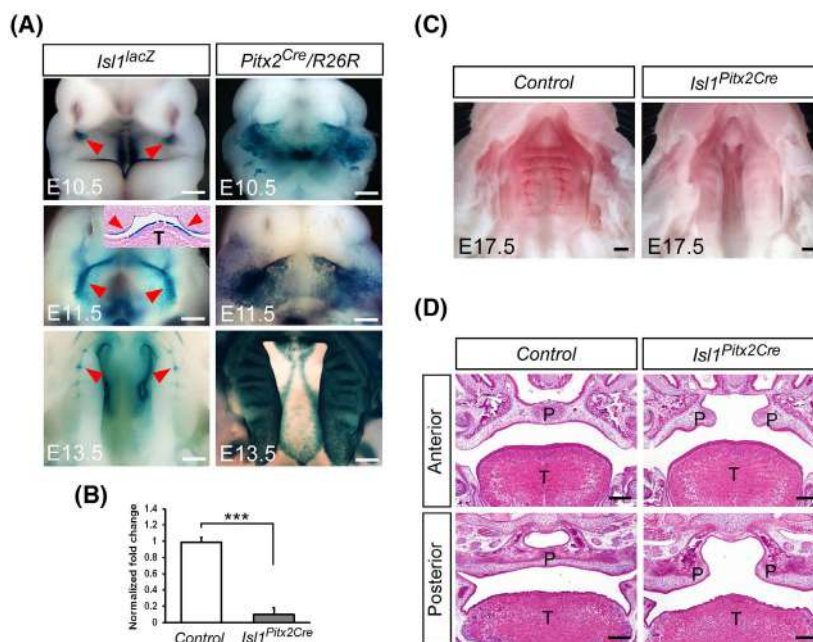 (A)
Isl1lacZ
Pitx2Cre/R26R
E10.5
E10.5
T
E11.5
E11.5
E13.5
E13.5
(B)
Normalized fold change
1.4
1.2
1
0.8
0.6
0.4
0.2
0
***
Control
Isl1Pitx2Cre
(C)
Control
Isl1Pitx2Cre
E17.5
E17.5
(D)
Control
Isl1Pitx2Cre
Anterior
P
T
P
P
T
Posterior
P
T
P
P
T